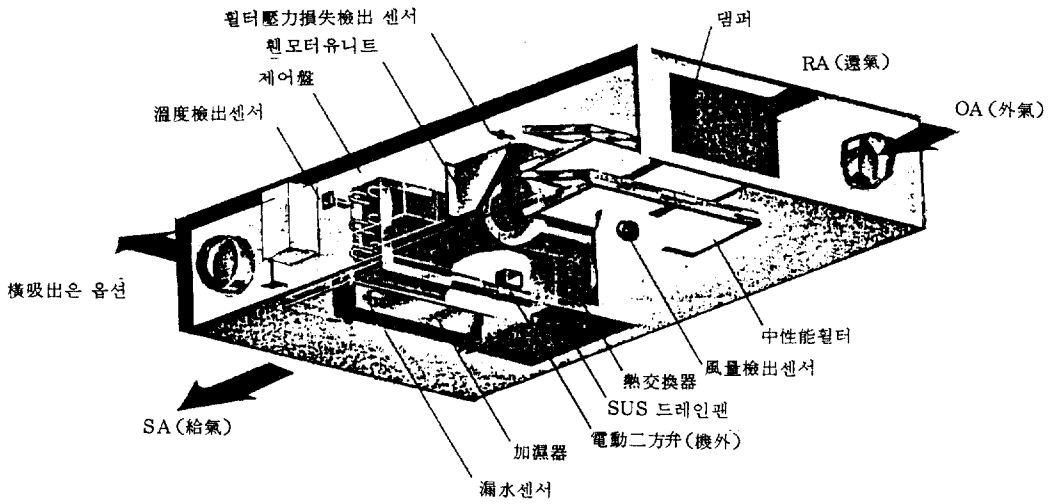 휠터壓力損失檢出 센서
휀모터유니트
제어盤
溫度檢出센서
댐퍼
RA(還氣)
OA(外氣)
橫吸出은 옵션
SA(給氣)
中性能휠터
風量檢出센서
熱交換器
SUS 드레인팬
電動二方弁(機外)
加濕器
漏水센서